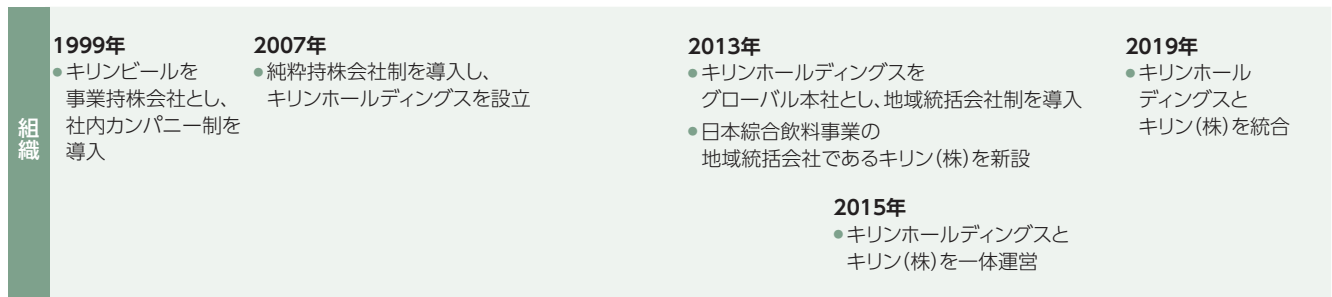 組織
1999年
●キリンビールを
事業持株会社とし、
社内カンパニー制を
導入
2007年
●純粋持株会社制を導入し、
キリンホールディングスを設立
2013年
●キリンホールディングスを
グローバル本社とし、地域統括会社制を導入
●日本綜合飲料事業の
地域統括会社であるキリン（株）を新設
2015年
●キリンホールディングスと
キリン（株）を一体運営
2019年
●キリンホール
ディングスと
キリン（株）を統合